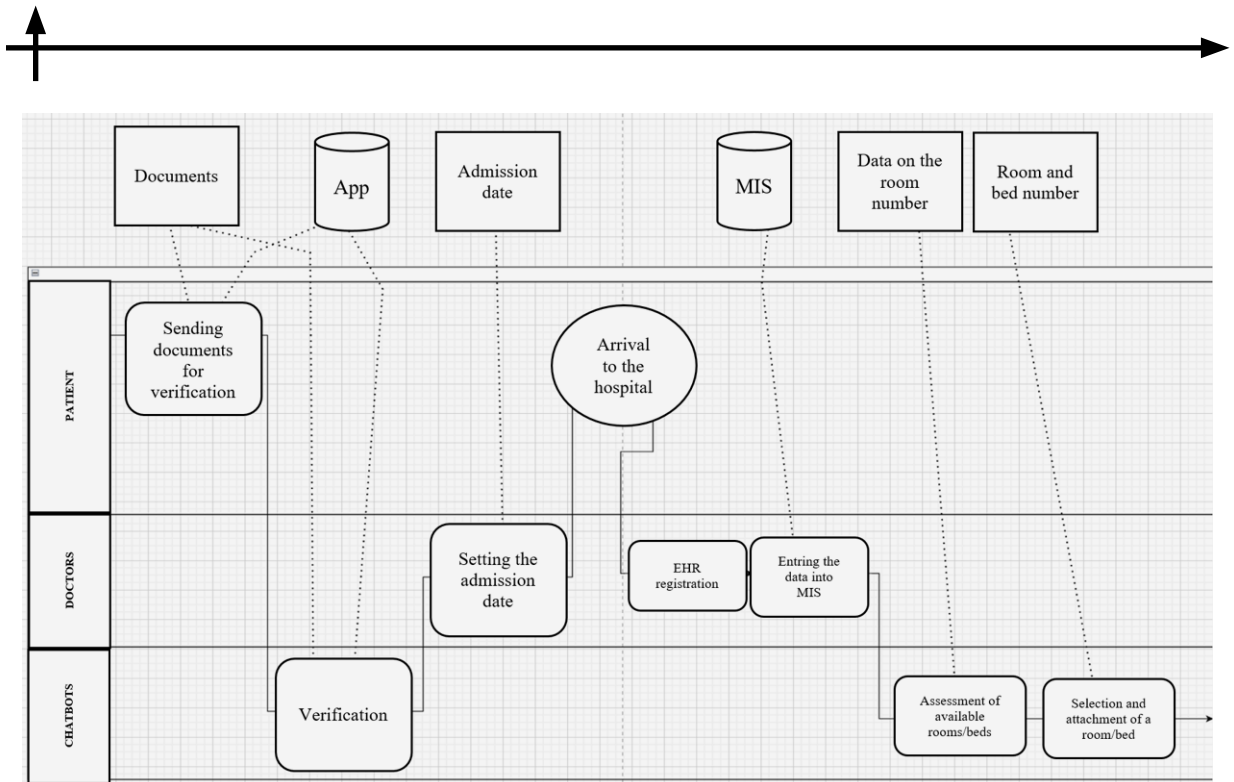 Documents
App
Admission
date
MIS
Data on the
room
number
Room and
bed number
PATIENT
Sending
documents
for
verification
Arrival
to the
hospital
DOCTORS
Setting the
admission
date
EHR
registration
Entring the
data into
MIS
CHATBOTS
Verification
Assessment of
available
rooms/beds
Selection and
attachment of a
room/bed